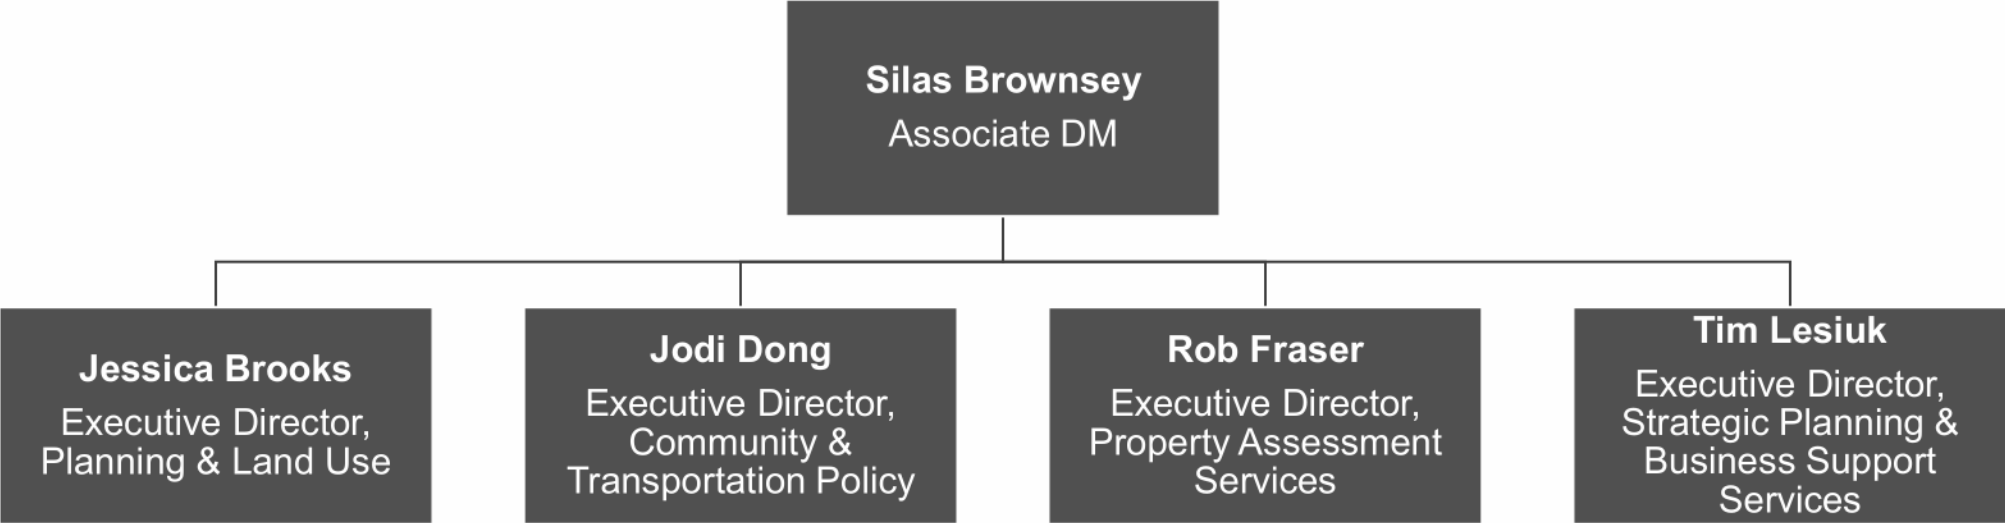 Silas Brownsey
Associate DM
Jessica Brooks
Executive Director,
Planning & Land Use
Jodi Dong
Executive Director,
Community &
Transportation Policy
Rob Fraser
Executive Director,
Property Assessment
Services
Tim Lesiuk
Executive Director,
Strategic Planning &
Business Support
Services